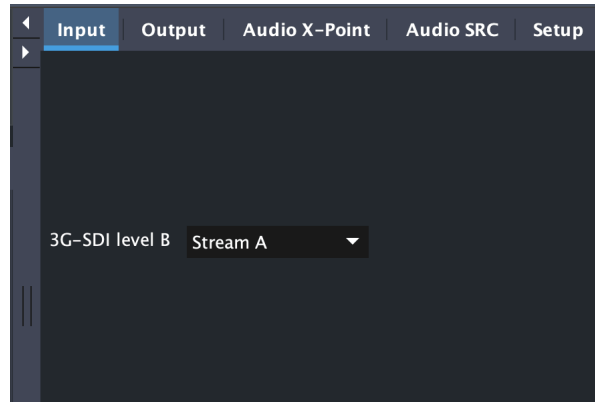 Input Output Audio X-Point Audio SRC Setup
3G-SDI level B Stream A